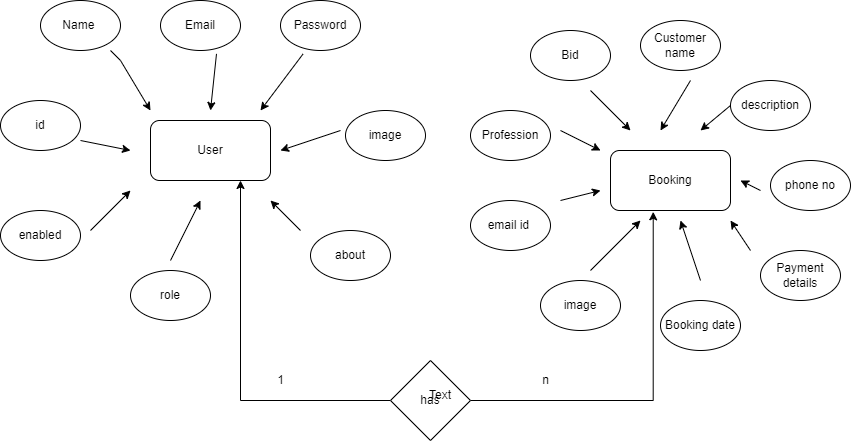 Name
Email
Password
id
User
image
enabled
role
about
Bid
Customer
name
description
Profession
Booking
phone no
email id
image
Booking date
Payment
details
1
n
has
Text